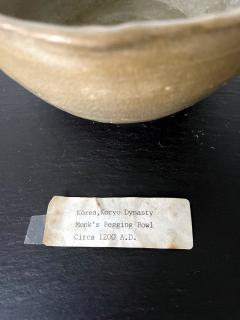 Korea,Koryo Dynasty
Monk's Begging Bowl
Circa 1200 A.D.